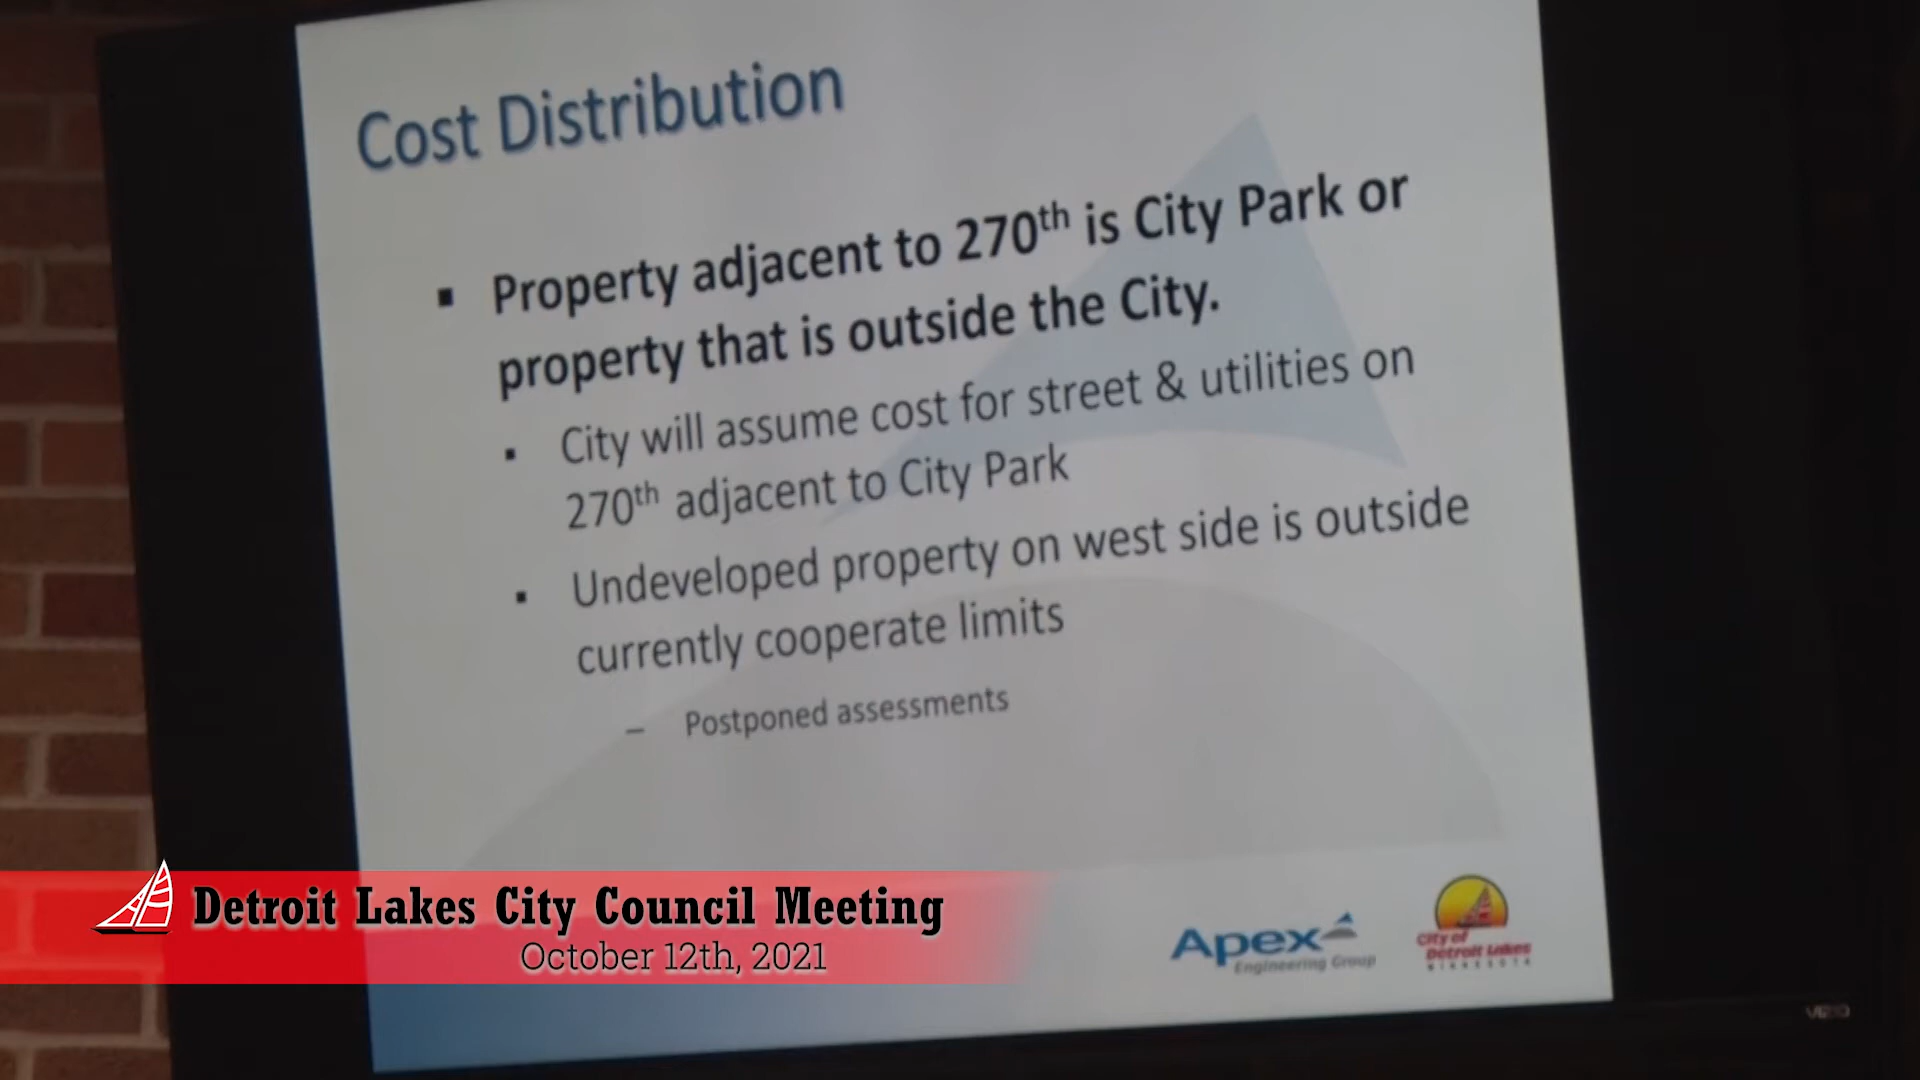 Cost Distribution
▪ Property adjacent to 270th is City Park or
property that is outside the City.
▪ City will assume cost for street & utilities on
270th adjacent to City Park
▪ Undeveloped property on west side is outside
currently cooperate limits
– Postponed assessments
Detroit Lakes City Council Meeting
October 12th, 2021
Apex
Engineering Group
City of
Detroit Lakes
MINNESOTA
VIZIO